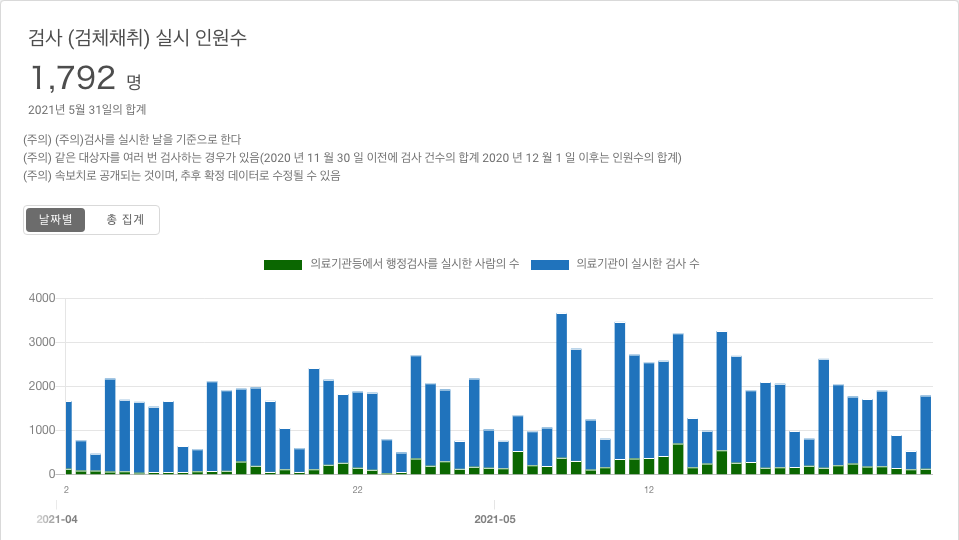 검사 (검체채취) 실시 인원수
1,792 명
2021년 5월 31일의 합계
(주의) (주의)검사를 실시한 날을 기준으로 한다
(주의) 같은 대상자를 여러 번 검사하는 경우가 있음(2020 년 11 월 30 일 이전에 검사 건수의 합계 2020 년 12 월 1 일 이후는 인원수의 합계)
(주의) 속보치로 공개되는 것이며, 추후 확정 데이터로 수정될 수 있음
날짜별 총 집계
의료기관등에서 행정검사를 실시한 사람의 수 의료기관이 실시한 검사 수
4000
3000
2000
1000
0
2 22 12
2021-04 2021-05